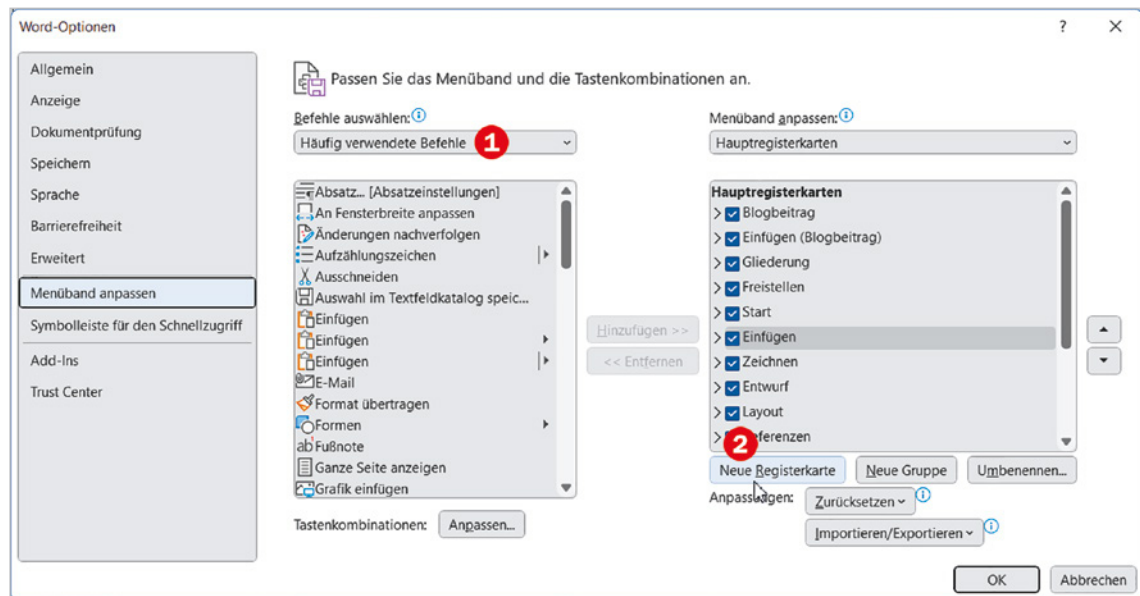 Word-Optionen
?
Allgemein
Anzeige
Dokumentprüfung
Speichern
Sprache
Barrierefreiheit
Erweitert
Menüband anpassen
Symbolleiste für den Schnellzugriff
Add-Ins
Trust Center
Passen Sie das Menüband und die Tastenkombinationen an.
Befehle auswählen:
Häufig verwendete Befehle
1
Absatz... [Absatzeinstellungen]
An Fensterbreite anpassen
Änderungen nachverfolgen
Aufzählungszeichen
Ausschneiden
Auswahl im Textfeldkatalog speic...
Einfügen
Einfügen
Einfügen
E-Mail
Format übertragen
Formen
ab Fußnote
Ganze Seite anzeigen
Grafik einfügen
Tastenkombinationen: Anpassen...
Hinzufügen >>
<< Entfernen
Menüband anpassen:
Hauptregisterkarten
Hauptregisterkarten
Blogbeitrag
Einfügen (Blogbeitrag)
Gliederung
Freistellen
Start
Einfügen
Zeichnen
Entwurf
Layout
2
Neue Registerkarte Neue Gruppe Umbenennen...
Anpassungen: Zurücksetzen
Importieren/Exportieren
OK Abbrechen